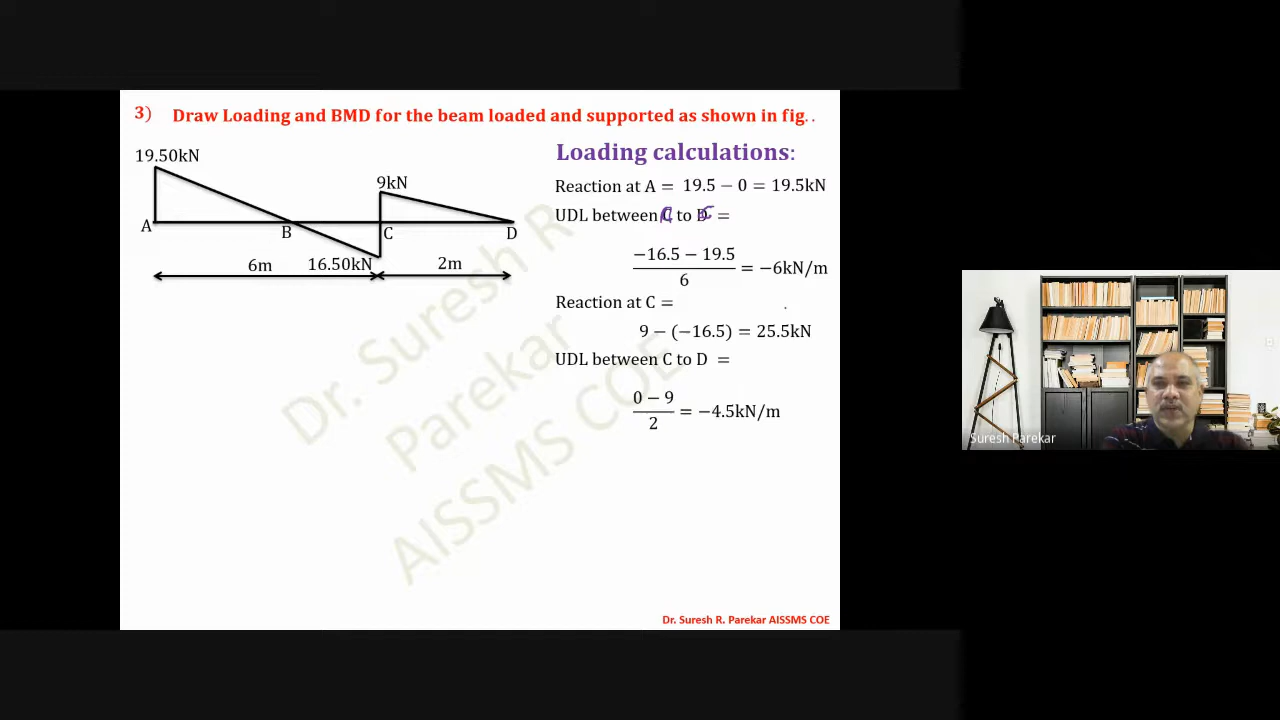 3) Draw Loading and BMD for the beam loaded and supported as shown in fig..
19.50kN
9kN
A
B
C
D
16.50kN
6m
2m
Loading calculations:
Reaction at A = 19.5 − 0 = 19.5kN
UDL between A to C =
−16.5 − 19.5
6
= −6kN/m
Reaction at C =
9 − (−16.5) = 25.5kN
UDL between C to D =
0 − 9
2
= −4.5kN/m
Dr. Suresh R
Parekar
AISSMS COE
Dr. Suresh R. Parekar AISSMS COE
Suresh Parekar